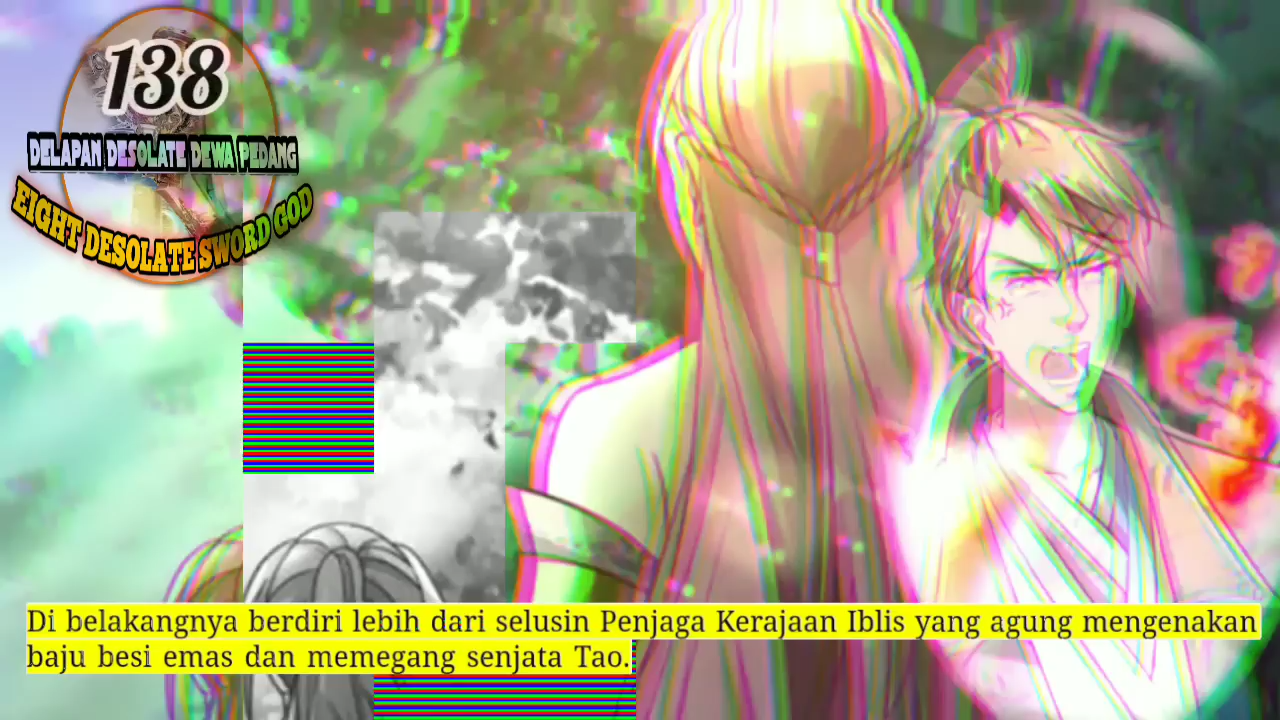 138
DELAPAN DESOLATE DEWA PEDANG
EIGHT DESOLATE SWORD GOD
Di belakangnya berdiri lebih dari selusin Penjaga Kerajaan Iblis yang agung mengenakan
baju besi emas dan memegang senjata Tao.